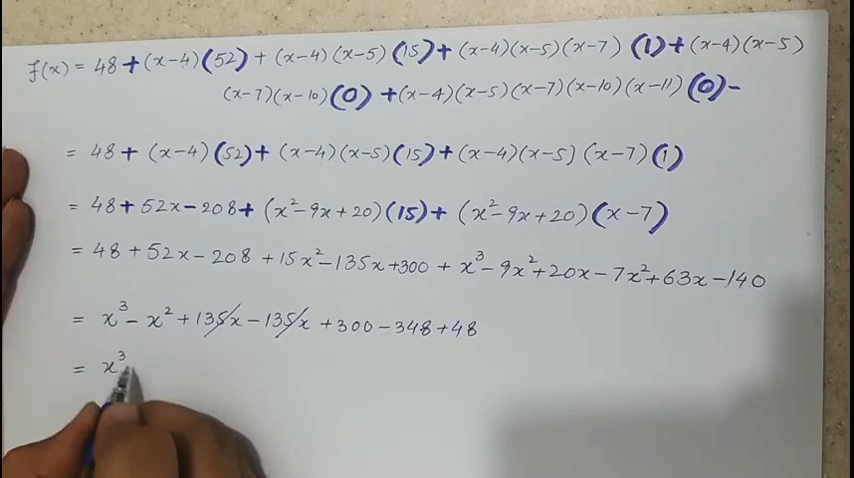 f(x) = 48 + (x-4)(52) + (x-4)(x-5)(15) + (x-4)(x-5)(x-7)(1) + (x-4)(x-5)
(x-7)(x-10)(0) + (x-4)(x-5)(x-7)(x-10)(x-11)(0) -
= 48 + (x-4)(52) + (x-4)(x-5)(15) + (x-4)(x-5)(x-7)(1)
= 48 + 52x - 208 + (x² - 9x + 20)(15) + (x² - 9x + 20)(x-7)
= 48 + 52x - 208 + 15x² - 135x + 300 + x³ - 9x² + 20x - 7x² + 63x - 140
= x³ - x² + 135x - 135x + 300 - 348 + 48
= x³